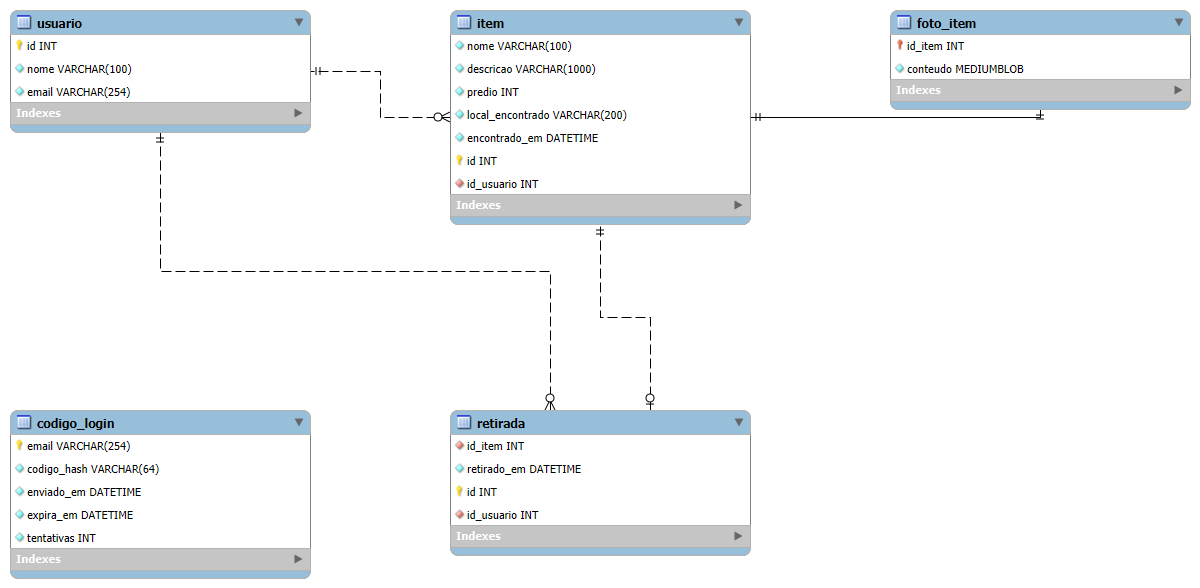 usuario
id INT
nome VARCHAR(100)
email VARCHAR(254)
Indexes
item
nome VARCHAR(100)
descricao VARCHAR(1000)
predio INT
local_encontrado VARCHAR(200)
encontrado_em DATETIME
id INT
id_usuario INT
Indexes
foto_item
id_item INT
conteudo MEDIUMBLOB
Indexes
codigo_login
email VARCHAR(254)
codigo_hash VARCHAR(64)
enviado_em DATETIME
expira_em DATETIME
tentativas INT
Indexes
retirada
id_item INT
retirado_em DATETIME
id INT
id_usuario INT
Indexes